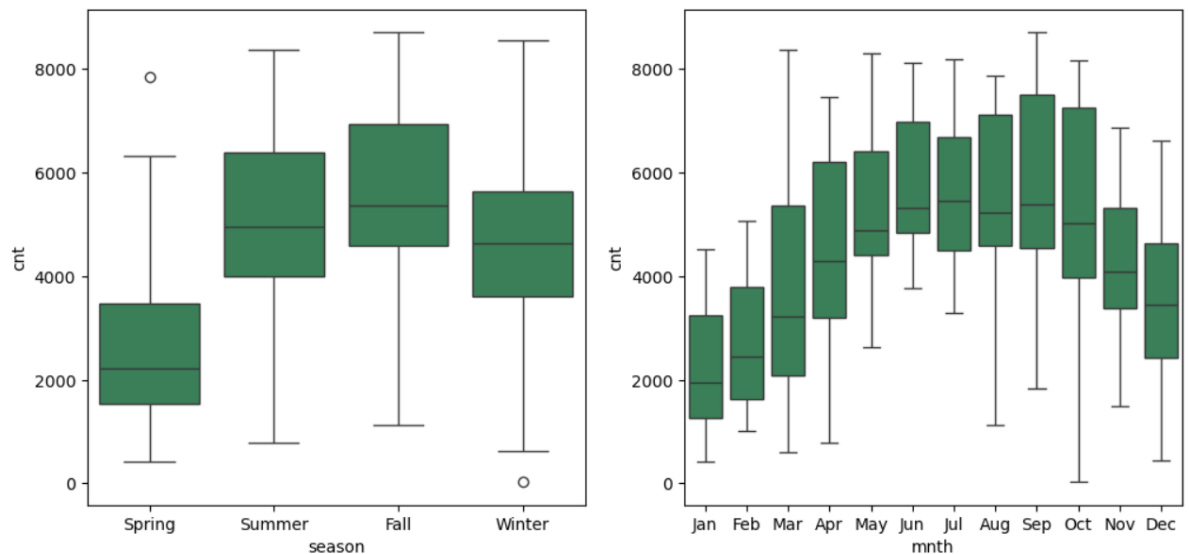 cnt
8000
6000
4000
2000
0
Spring Summer Fall Winter
season
cnt
8000
6000
4000
2000
0
Jan Feb Mar Apr May Jun Jul Aug Sep Oct Nov Dec
mnth